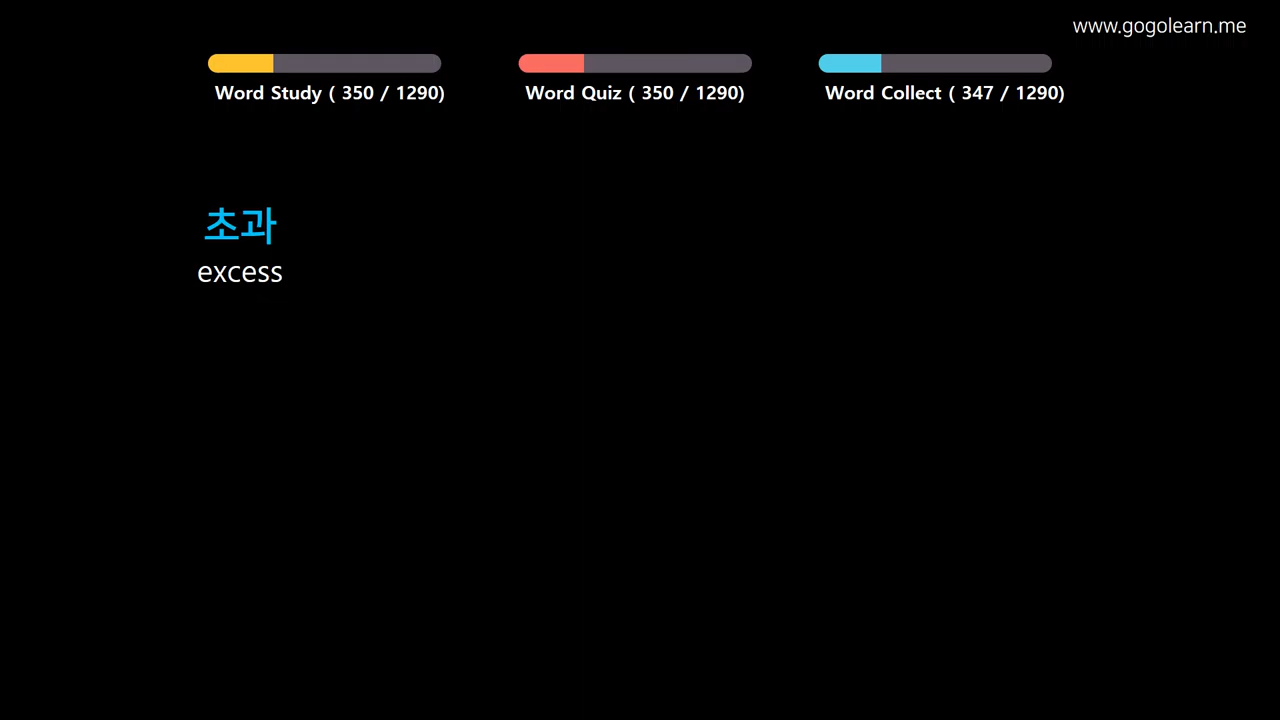 www.gogolearn.me
Word Study ( 350 / 1290)
Word Quiz ( 350 / 1290)
Word Collect ( 347 / 1290)
초과
excess